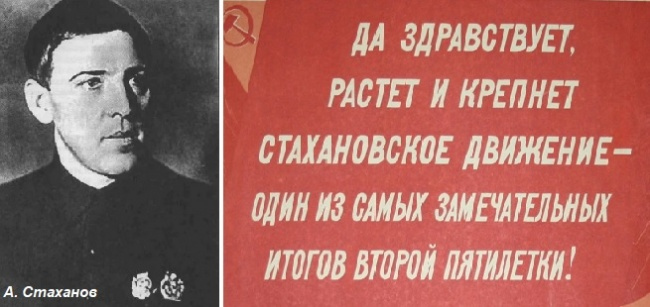 А. Стаханов
ДА ЗДРАВСТВУЕТ,
РАСТЕТ И КРЕПНЕТ
СТАХАНОВСКОЕ ДВИЖЕНИЕ —
ОДИН ИЗ САМЫХ ЗАМЕЧАТЕЛЬНЫХ
ИТОГОВ ВТОРОЙ ПЯТИЛЕТКИ!